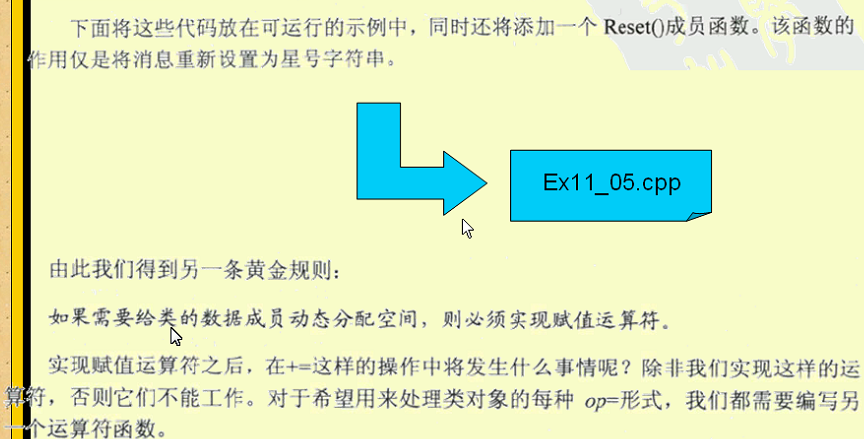 下面将这些代码放在可运行的示例中，同时还将添加一个 Reset()成员函数。该函数的
作用仅是将消息重新设置为星号字符串。
Ex11_05.cpp
由此我们得到另一条黄金规则：
如果需要给类的数据成员动态分配空间，则必须实现赋值运算符。
实现赋值运算符之后，在+=这样的操作中将发生什么事情呢？除非我们实现这样的运
算符，否则它们不能工作。对于希望用来处理类对象的每种 op=形式，我们都需要编写另
一个运算符函数。